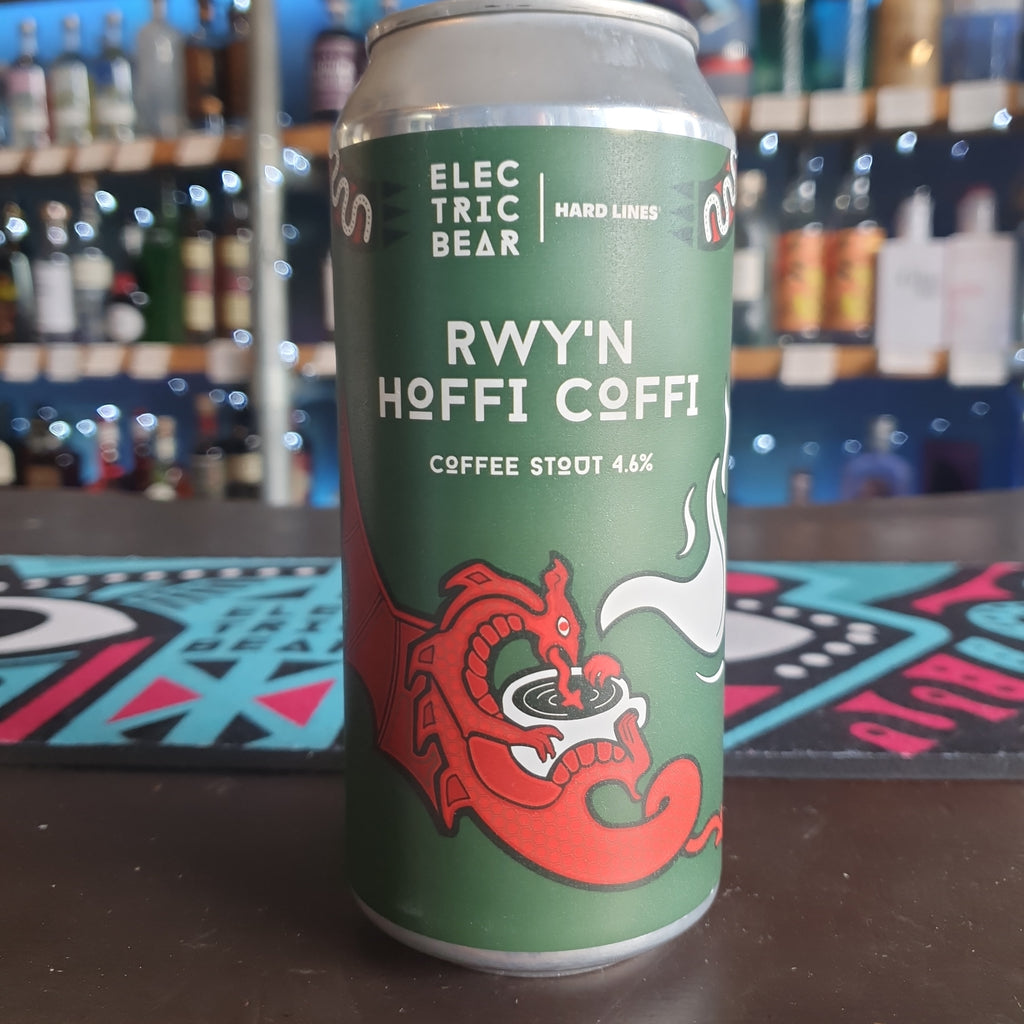 ELEC
TRIC
BEAR
HARD LINES
RWY'N
HOFFI COFFI
COFFEE STOUT 4.6%